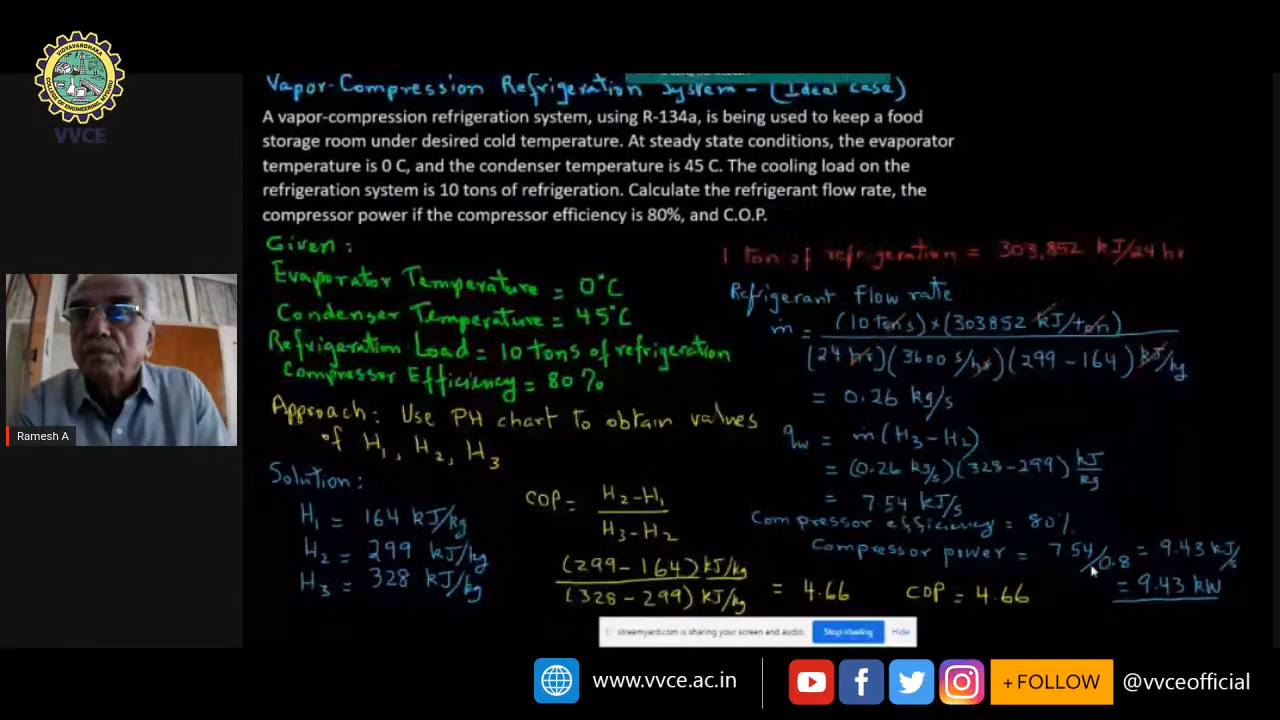 VIDYAVARDHAKA
VVCE
Vapor-Compression Refrigeration System - (Ideal case)
A vapor-compression refrigeration system, using R-134a, is being used to keep a food
storage room under desired cold temperature. At steady state conditions, the evaporator
temperature is 0 C, and the condenser temperature is 45 C. The cooling load on the
refrigeration system is 10 tons of refrigeration. Calculate the refrigerant flow rate, the
compressor power if the compressor efficiency is 80%, and C.O.P.
Given:
Evaporator Temperature = 0°C
Condenser Temperature = 45°C
Refrigeration Load = 10 tons of refrigeration
Compressor Efficiency = 80%
Approach: Use PH chart to obtain values
of H1, H2, H3
Solution:
H1 = 164 kJ/kg
H2 = 299 kJ/kg
H3 = 328 kJ/kg
COP = H2-H1
H3-H2
(299-164) kJ/kg
(328-299) kJ/kg
= 4.66
COP = 4.66
1 ton of refrigeration = 303,852 kJ/24 hr
Refrigerant flow rate
ṁ = (10 tons) x (303852 kJ/ton)
(24 hrs)(3600 s/hr)(299-164) kJ/kg
= 0.26 kg/s
qw = ṁ(H3-H2)
= (0.26 kg/s)(328-299) kJ/kg
= 7.54 kJ/s
Compressor efficiency = 80%
Compressor power = 7.54/0.8 = 9.43 kJ/s
= 9.43 kW
Ramesh A
streamyard.com is sharing your screen and audio. Stop sharing Hide
www.vvce.ac.in
+ FOLLOW
@vvceofficial